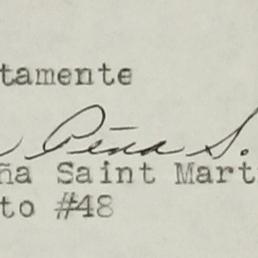 tamente
Peña S.
ña Saint Mart
to #48